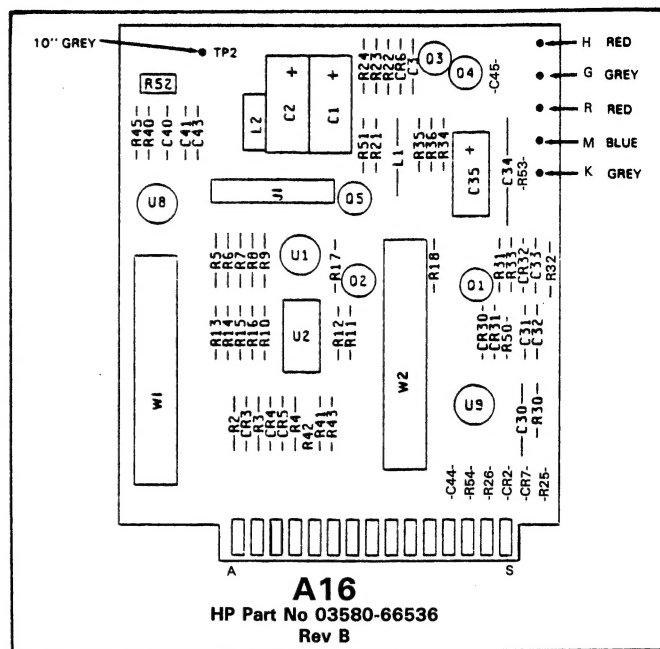 10" GREY
TP2
H RED
G GREY
R RED
M BLUE
K GREY
R52
R45
R40
C40
C41
C43
L2
C2 +
C1 +
R24
R23
R22
CR6
C3
Q3
Q4
-C45-
R51
R21
L1
R35
R36
R34
C35 +
C34
-R53-
U8
J1
Q5
R5
R6
R7
R8
R9
U1
R17
Q2
R18
Q1
R31
R33
CR32
C33
R32
R13
R14
R15
R16
R10
U2
R12
R11
CR30
CR31
R50
C31
C32
W1
W2
U9
R2
CR3
R3
CR4
CR5
R4
R42
R41
R43
C30
R30
-C44-
-R54-
-R26-
-CR2-
-CR7-
-R25-
A
S
A16
HP Part No 03580-66536
Rev B